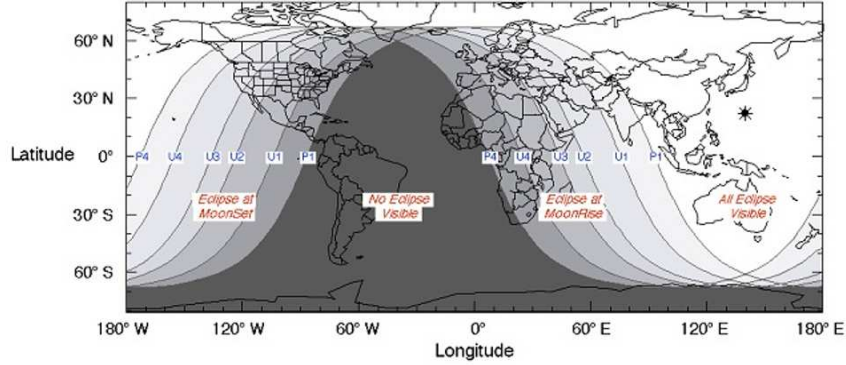 60° N
30° N
Latitude 0°
30° S
60° S
P4 U4 U3 U2 U1 P1 P4 U4 U3 U2 U1 P1
Eclipse at
MoonSet
No Eclipse
Visible
Eclipse at
MoonRise
All Eclipse
Visible
180° W 120° W 60° W 0° 60° E 120° E 180° E
Longitude